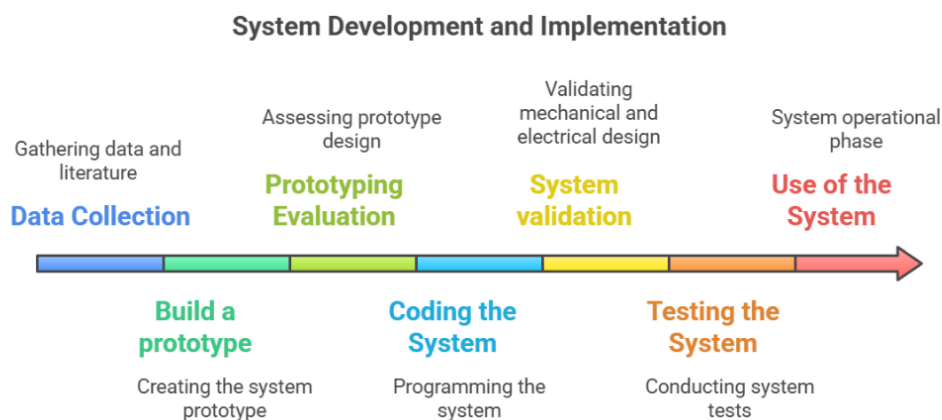 System Development and Implementation
Gathering data and
literature
Data Collection
Build a
prototype
Creating the system
prototype
Assessing prototype
design
Prototyping
Evaluation
Coding the
System
Programming the
system
Validating
mechanical and
electrical design
System
validation
Testing the
System
Conducting system
tests
System operational
phase
Use of the
System